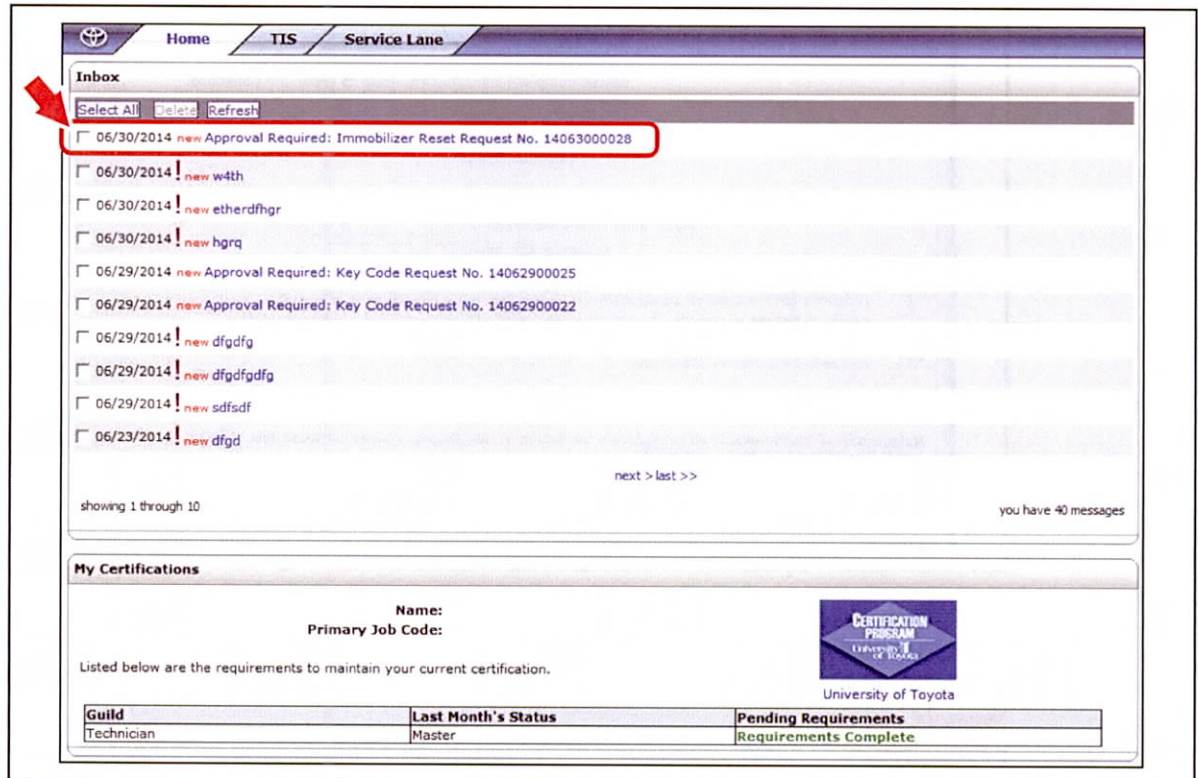 Home TIS Service Lane
Inbox
Select All Delete Refresh
06/30/2014 new Approval Required: Immobilizer Reset Request No. 14063000028
06/30/2014 ! new w4th
06/30/2014 ! new etherdfhgr
06/30/2014 ! new hgrq
06/29/2014 new Approval Required: Key Code Request No. 14062900025
06/29/2014 new Approval Required: Key Code Request No. 14062900022
06/29/2014 ! new dfgdfg
06/29/2014 ! new dfgdfgdfg
06/29/2014 ! new sdfsdf
06/23/2014 ! new dfgd
next > last >>
showing 1 through 10 you have 40 messages
My Certifications
Name:
Primary Job Code:
CERTIFICATION
PROGRAM
University
of Toyota
Listed below are the requirements to maintain your current certification.
University of Toyota
Guild Last Month's Status Pending Requirements
Technician Master Requirements Complete